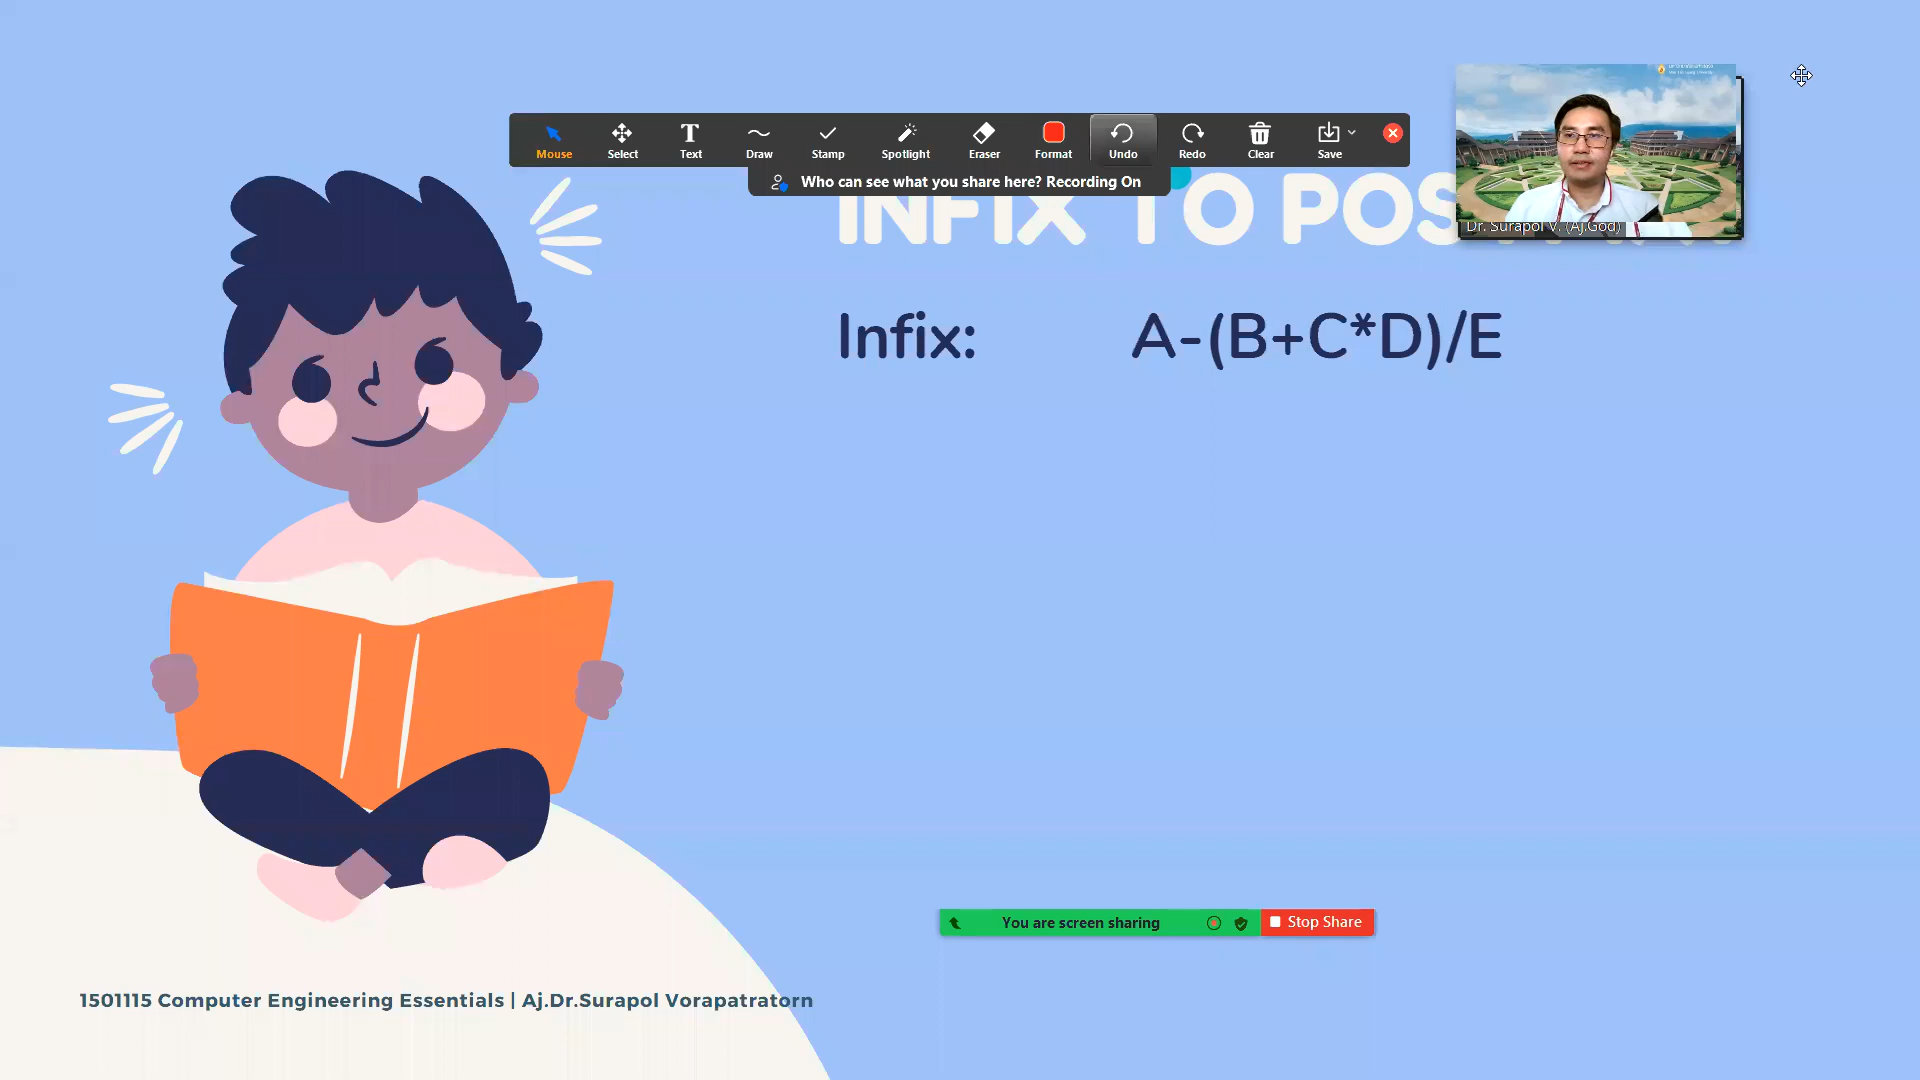 Mouse Select Text Draw Stamp Spotlight Eraser Format Undo Redo Clear Save
Who can see what you share here? Recording On
INFIX TO
Dr. Surapol V. (Aj.God)
Infix: A-(B+C*D)/E
You are screen sharing Stop Share
1501115 Computer Engineering Essentials | Aj.Dr.Surapol Vorapatratorn